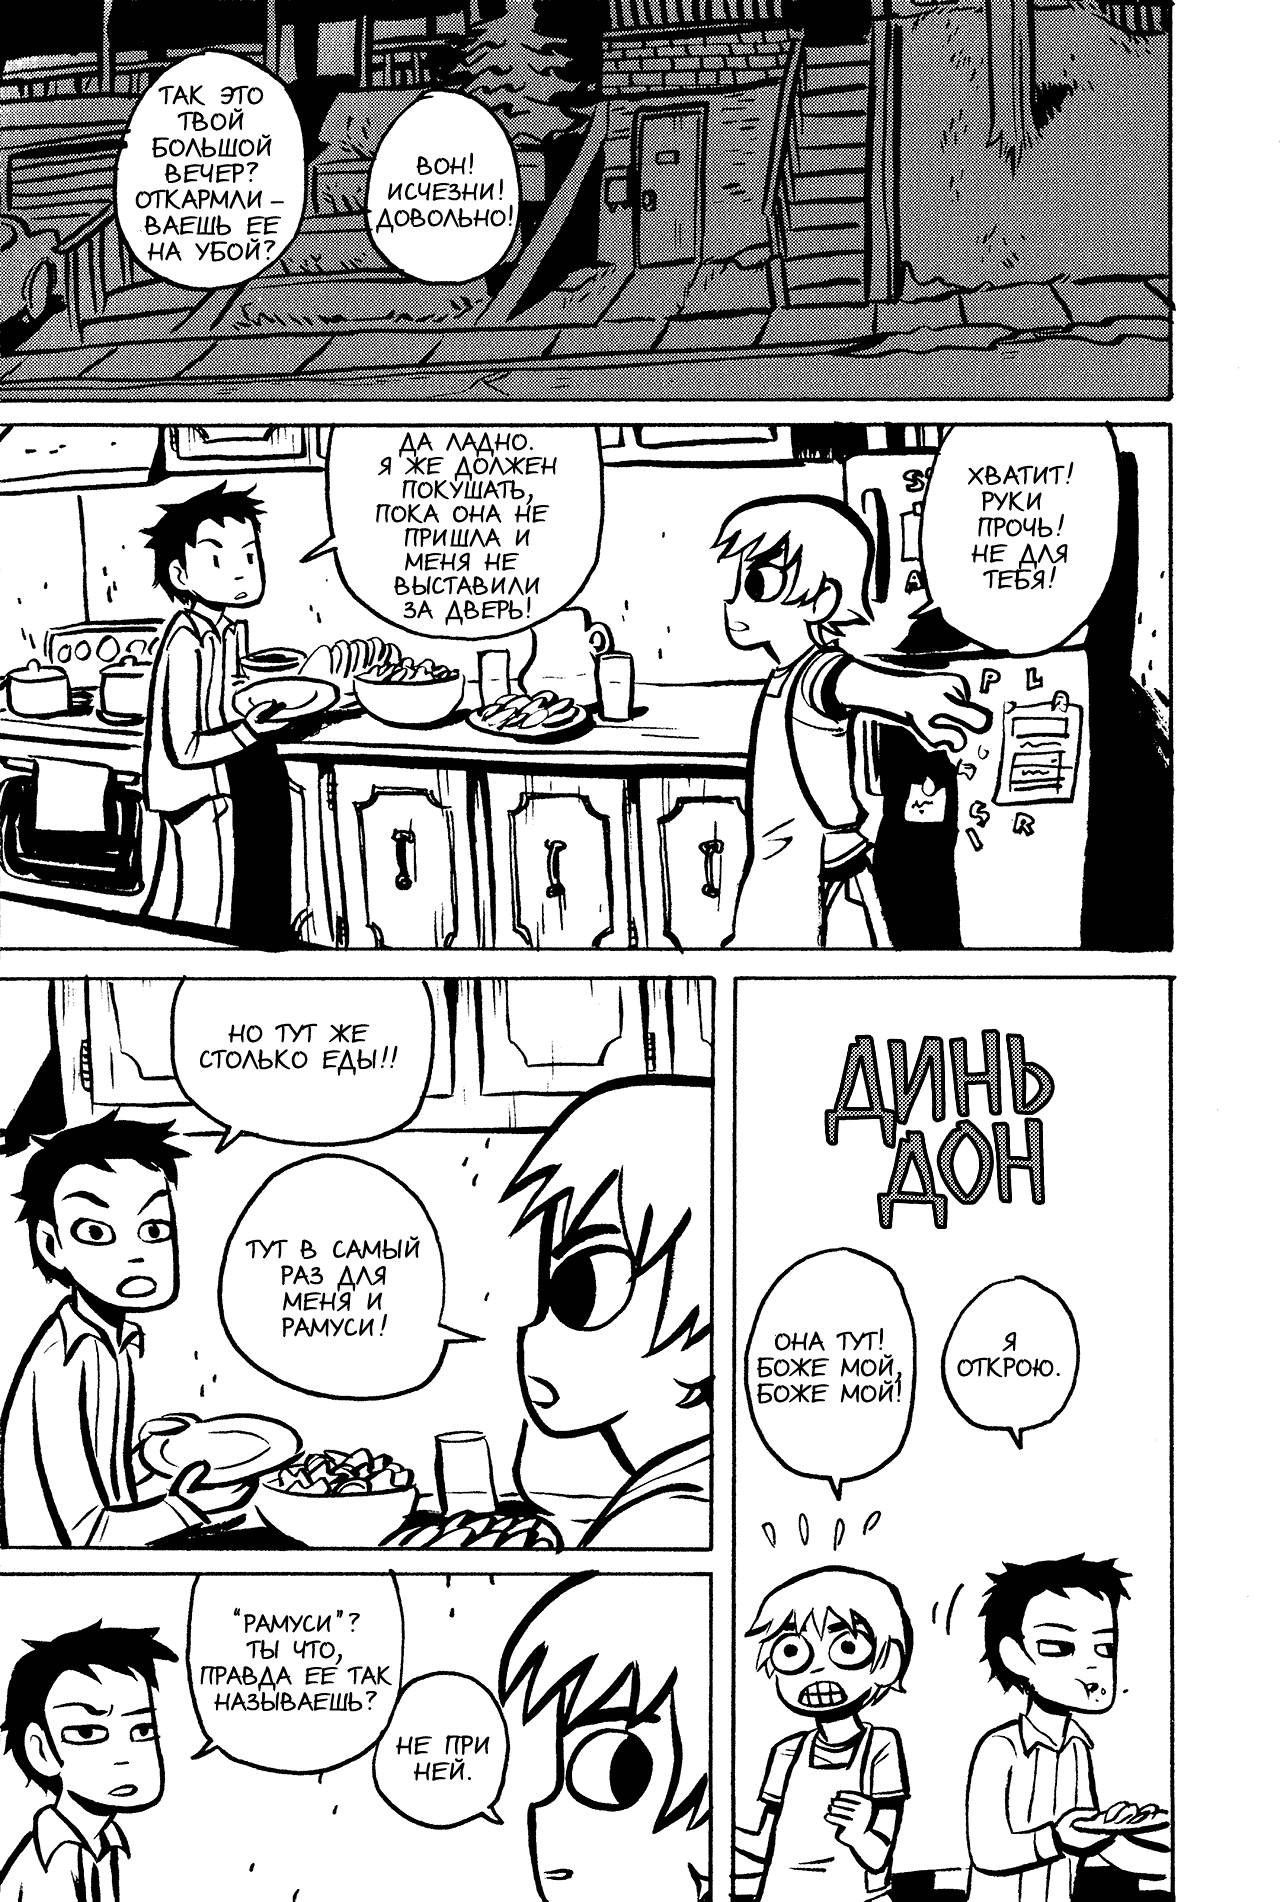 ТАК ЭТО
ТВОЙ
БОЛЬШОЙ
ВЕЧЕР?
ОТКАРМЛИ –
ВАЕШЬ ЕЕ
НА УБОЙ?
ВОН!
ИСЧЕЗНИ!
ДОВОЛЬНО!
ДА ЛАДНО.
Я ЖЕ ДОЛЖЕН
ПОКУШАТЬ,
ПОКА ОНА НЕ
ПРИШЛА И
МЕНЯ НЕ
ВЫСТАВИЛИ
ЗА ДВЕРЬ!
ХВАТИТ!
РУКИ
ПРОЧЬ!
НЕ ДЛЯ
ТЕБЯ!
S
A
P L
A
S R
НО ТУТ ЖЕ
СТОЛЬКО ЕДЫ!!
ТУТ В САМЫЙ
РАЗ ДЛЯ
МЕНЯ И
РАМУСИ!
"РАМУСИ"?
ТЫ ЧТО,
ПРАВДА ЕЕ ТАК
НАЗЫВАЕШЬ?
НЕ ПРИ
НЕЙ.
ДИНЬ
ДОН
ОНА ТУТ!
БОЖЕ МОЙ,
БОЖЕ МОЙ!
Я
ОТКРОЮ.